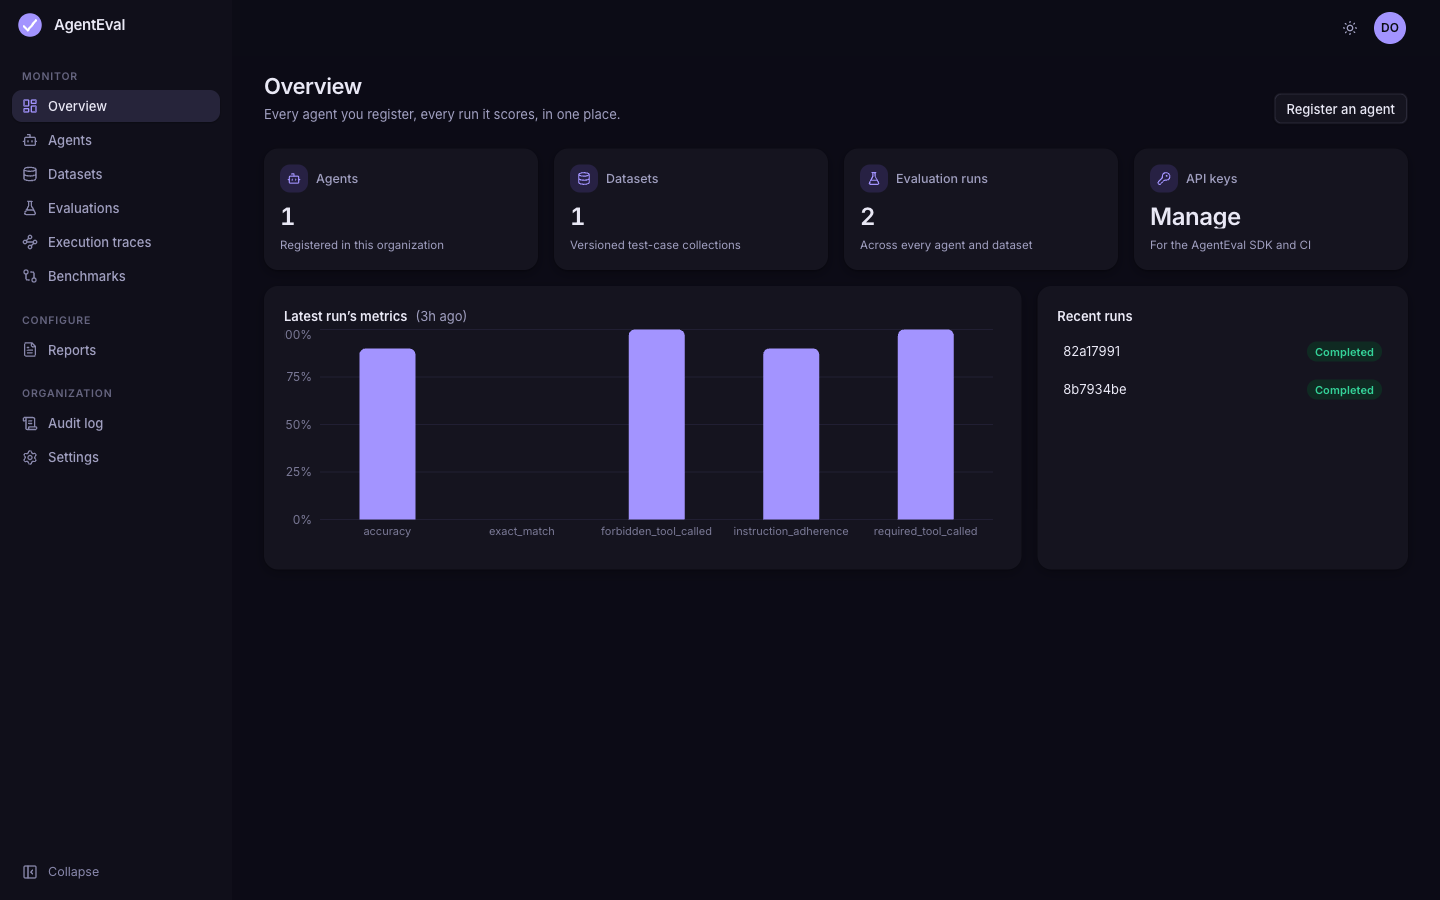 AgentEval
DO
MONITOR
Overview
Agents
Datasets
Evaluations
Execution traces
Benchmarks
CONFIGURE
Reports
ORGANIZATION
Audit log
Settings
Collapse
Overview
Every agent you register, every run it scores, in one place.
Register an agent
Agents
1
Registered in this organization
Datasets
1
Versioned test-case collections
Evaluation runs
2
Across every agent and dataset
API keys
Manage
For the AgentEval SDK and CI
Latest run’s metrics (3h ago)
00%
75%
50%
25%
0%
accuracy exact_match forbidden_tool_called instruction_adherence required_tool_called
Recent runs
82a17991 Completed
8b7934be Completed